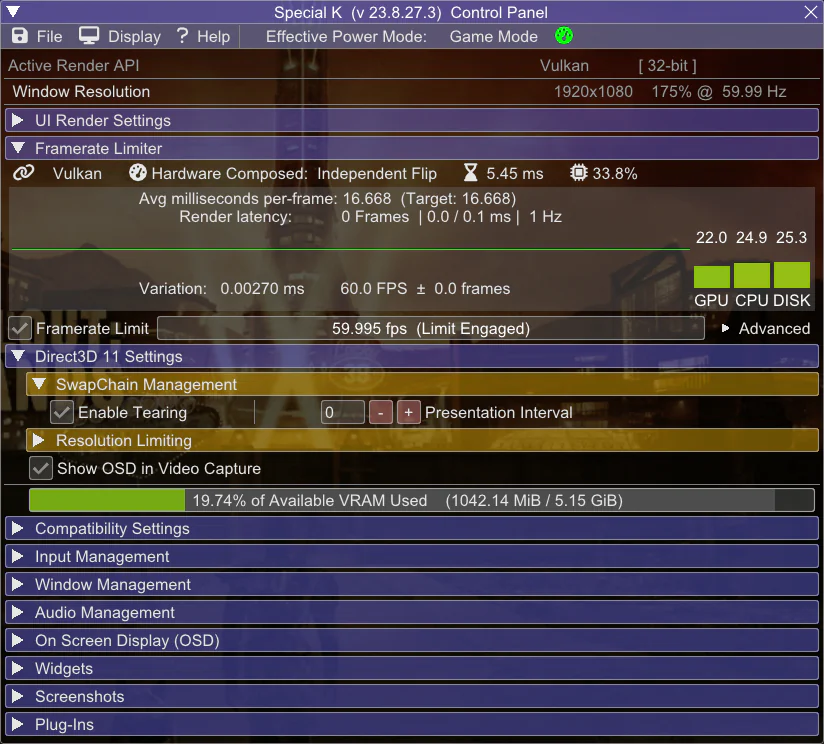 Special K (v 23.8.27.3) Control Panel
File Display ? Help Effective Power Mode: Game Mode
Active Render API Vulkan [ 32-bit ]
Window Resolution 1920x1080 175% @ 59.99 Hz
UI Render Settings
Framerate Limiter
Vulkan Hardware Composed: Independent Flip 5.45 ms 33.8%
Avg milliseconds per-frame: 16.668 (Target: 16.668)
Render latency: 0 Frames | 0.0 / 0.1 ms | 1 Hz
22.0 24.9 25.3
Variation: 0.00270 ms 60.0 FPS ± 0.0 frames
GPU CPU DISK
Framerate Limit 59.995 fps (Limit Engaged) Advanced
Direct3D 11 Settings
SwapChain Management
Enable Tearing 0 - + Presentation Interval
Resolution Limiting
Show OSD in Video Capture
19.74% of Available VRAM Used (1042.14 MiB / 5.15 GiB)
Compatibility Settings
Input Management
Window Management
Audio Management
On Screen Display (OSD)
Widgets
Screenshots
Plug-Ins